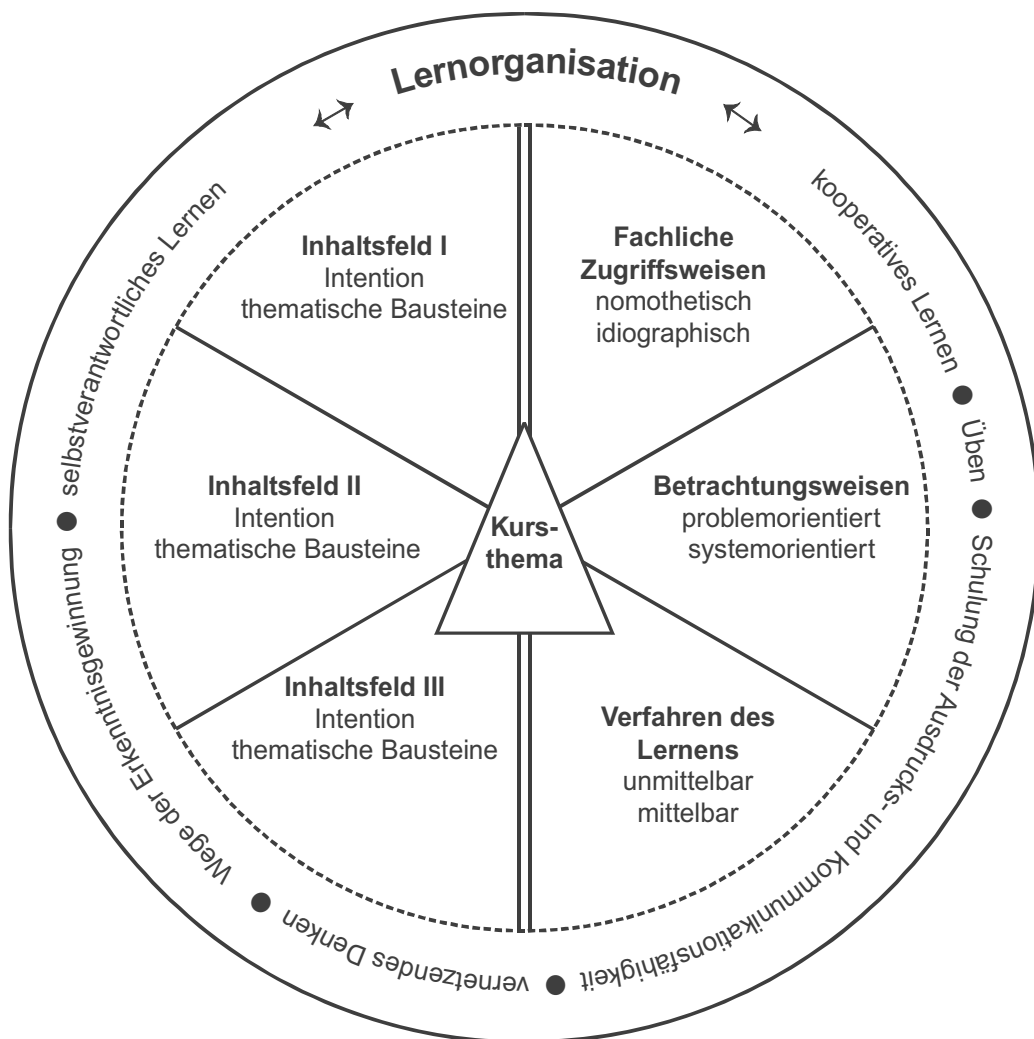 Lernorganisation
kooperatives Lernen ● Üben ● Schulung der Ausdrucks- und Kommunikationsfähigkeit ● vernetzendes Denken ● Wege der Erkenntnisgewinnung ● selbstverantwortliches Lernen
Inhaltsfeld I
Intention
thematische Bausteine
Fachliche
Zugriffsweisen
nomothetisch
idiographisch
Inhaltsfeld II
Intention
thematische Bausteine
Kurs-
thema
Betrachtungsweisen
problemorientiert
systemorientiert
Inhaltsfeld III
Intention
thematische Bausteine
Verfahren des
Lernens
unmittelbar
mittelbar